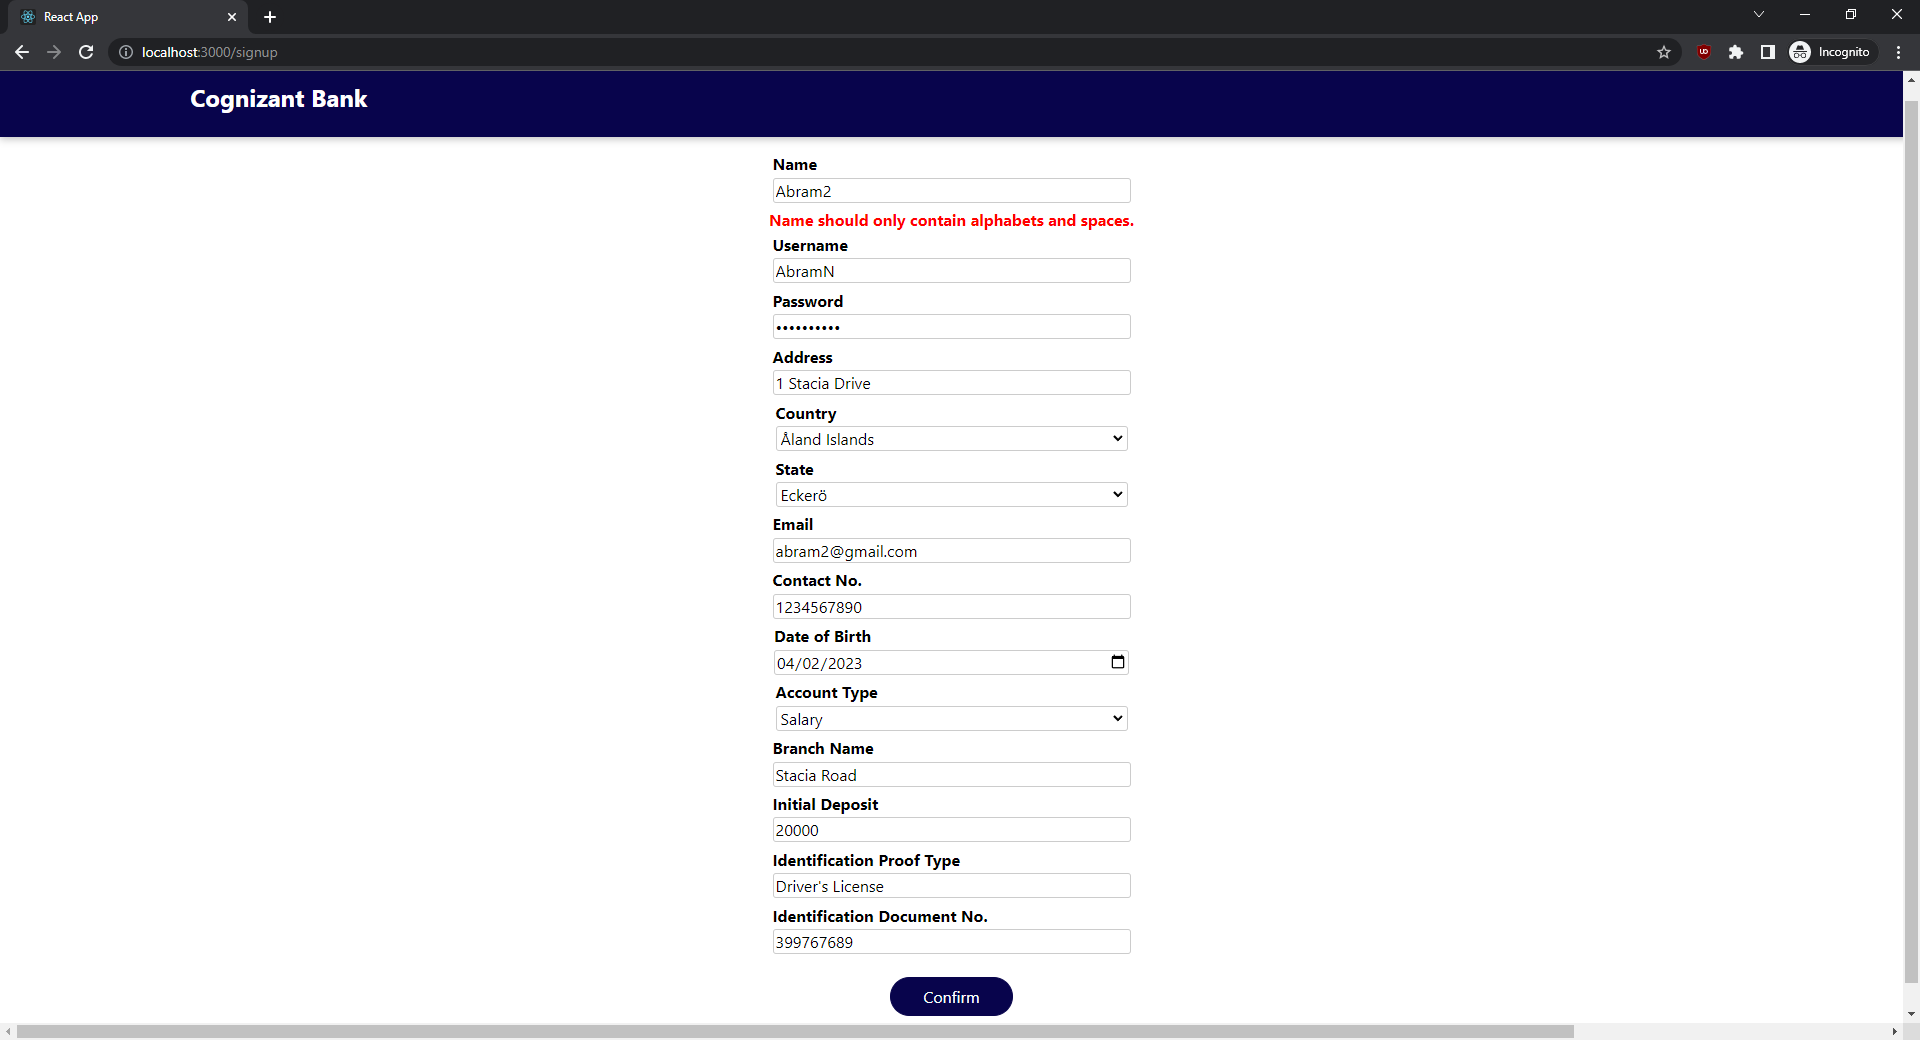 React App
localhost:3000/signup
Incognito
Cognizant Bank
Name
Abram2
Name should only contain alphabets and spaces.
Username
AbramN
Password
••••••••••
Address
1 Stacia Drive
Country
Åland Islands
State
Eckerö
Email
abram2@gmail.com
Contact No.
1234567890
Date of Birth
04/02/2023
Account Type
Salary
Branch Name
Stacia Road
Initial Deposit
20000
Identification Proof Type
Driver's License
Identification Document No.
399767689
Confirm